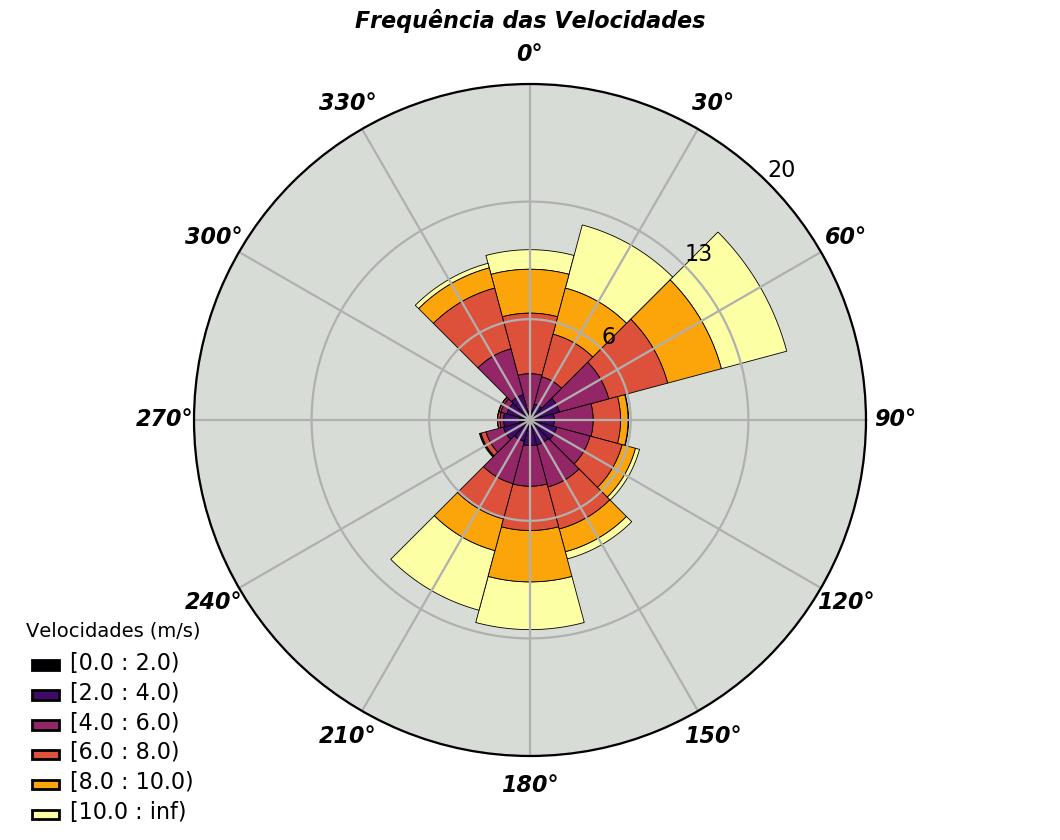 Frequência das Velocidades
0°
330°
30°
20
300°
60°
13
6
270°
90°
240°
120°
210°
150°
180°
Velocidades (m/s)
[0.0 : 2.0)
[2.0 : 4.0)
[4.0 : 6.0)
[6.0 : 8.0)
[8.0 : 10.0)
[10.0 : inf)